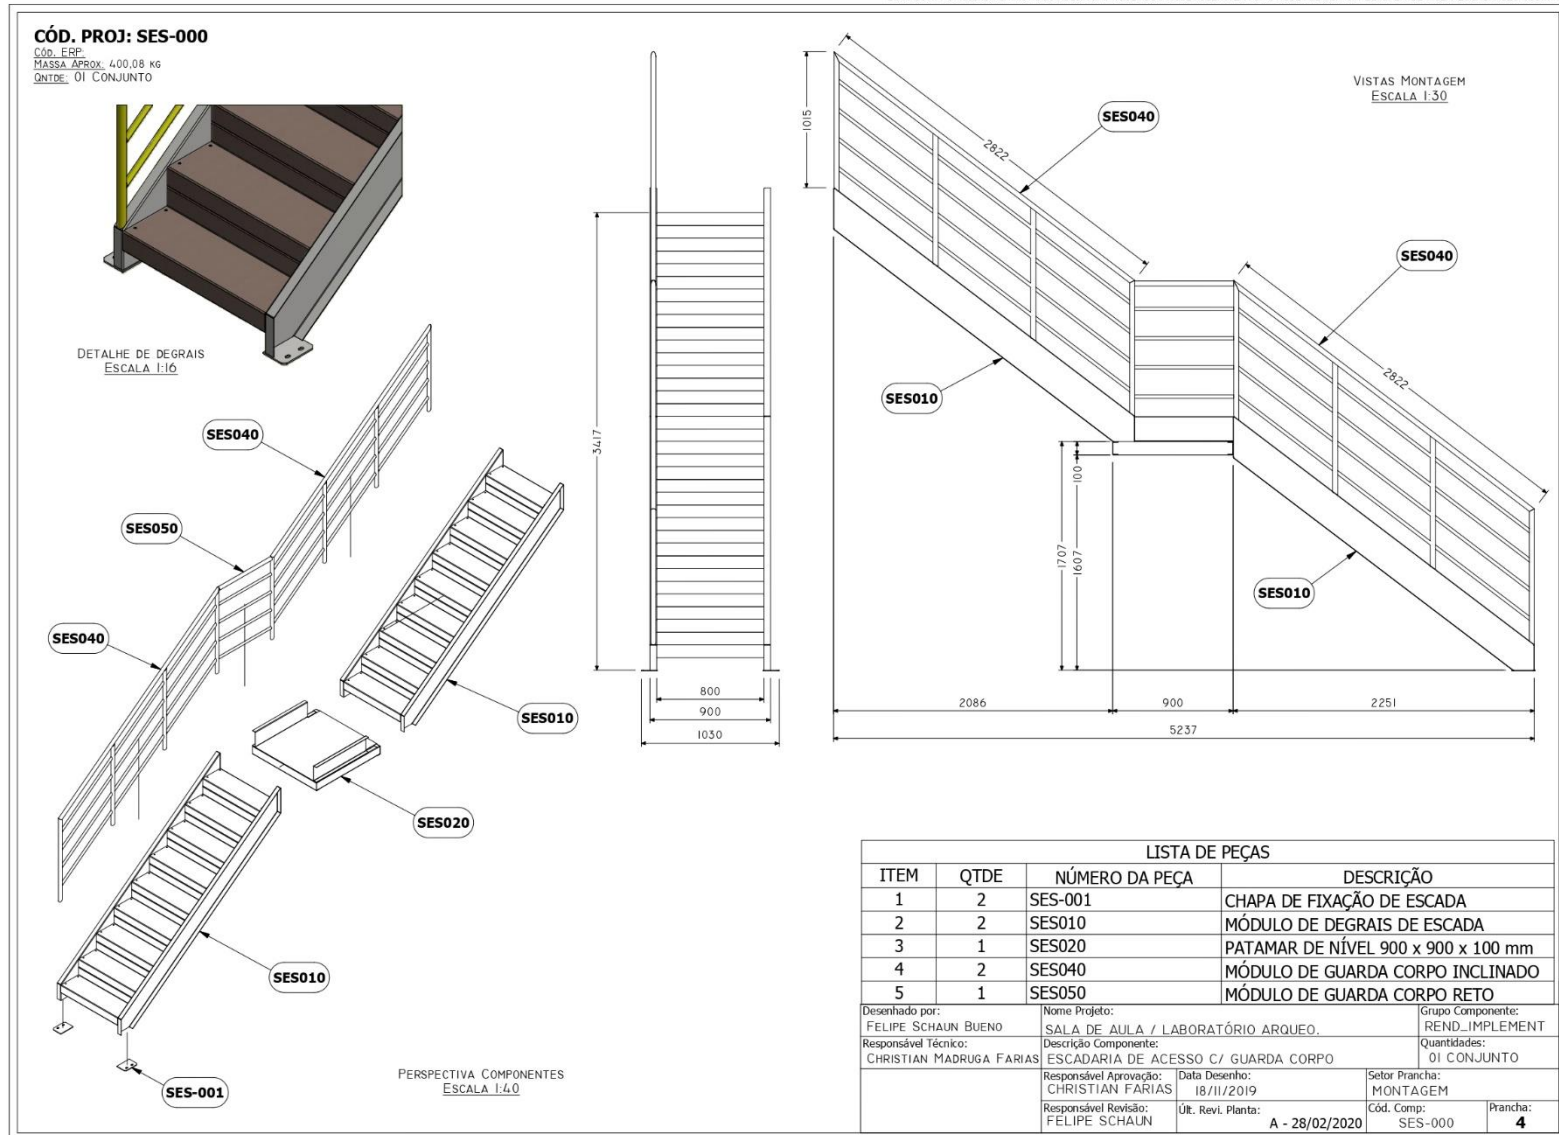 CÓD. PROJ: SES-000
CÓD. ERP:
MASSA APROX: 400,08 KG
QNTDE: 01 CONJUNTO
DETALHE DE DEGRAIS
ESCALA 1:16
VISTAS MONTAGEM
ESCALA 1:30
1015
2822
SES040
SES040
2822
SES010
SES010
100
1707
1607
2086
900
2251
5237
3417
800
900
1030
SES040
SES050
SES040
SES010
SES020
SES010
SES-001
PERSPECTIVA COMPONENTES
ESCALA 1:40
LISTA DE PEÇAS
ITEM QTDE NÚMERO DA PEÇA DESCRIÇÃO
1 2 SES-001 CHAPA DE FIXAÇÃO DE ESCADA
2 2 SES010 MÓDULO DE DEGRAIS DE ESCADA
3 1 SES020 PATAMAR DE NÍVEL 900 x 900 x 100 mm
4 2 SES040 MÓDULO DE GUARDA CORPO INCLINADO
5 1 SES050 MÓDULO DE GUARDA CORPO RETO
Desenhado por: Nome Projeto: Grupo Componente:
FELIPE SCHAUN BUENO SALA DE AULA / LABORATÓRIO ARQUEO. REND_IMPLEMENT
Responsável Técnico: Descrição Componente: Quantidades:
CHRISTIAN MADRUGA FARIAS ESCADARIA DE ACESSO C/ GUARDA CORPO 01 CONJUNTO
Responsável Aprovação: Data Desenho: Setor Prancha:
CHRISTIAN FARIAS 18/11/2019 MONTAGEM
Responsável Revisão: Últ. Revi. Planta: Cód. Comp: Prancha:
FELIPE SCHAUN A - 28/02/2020 SES-000 4